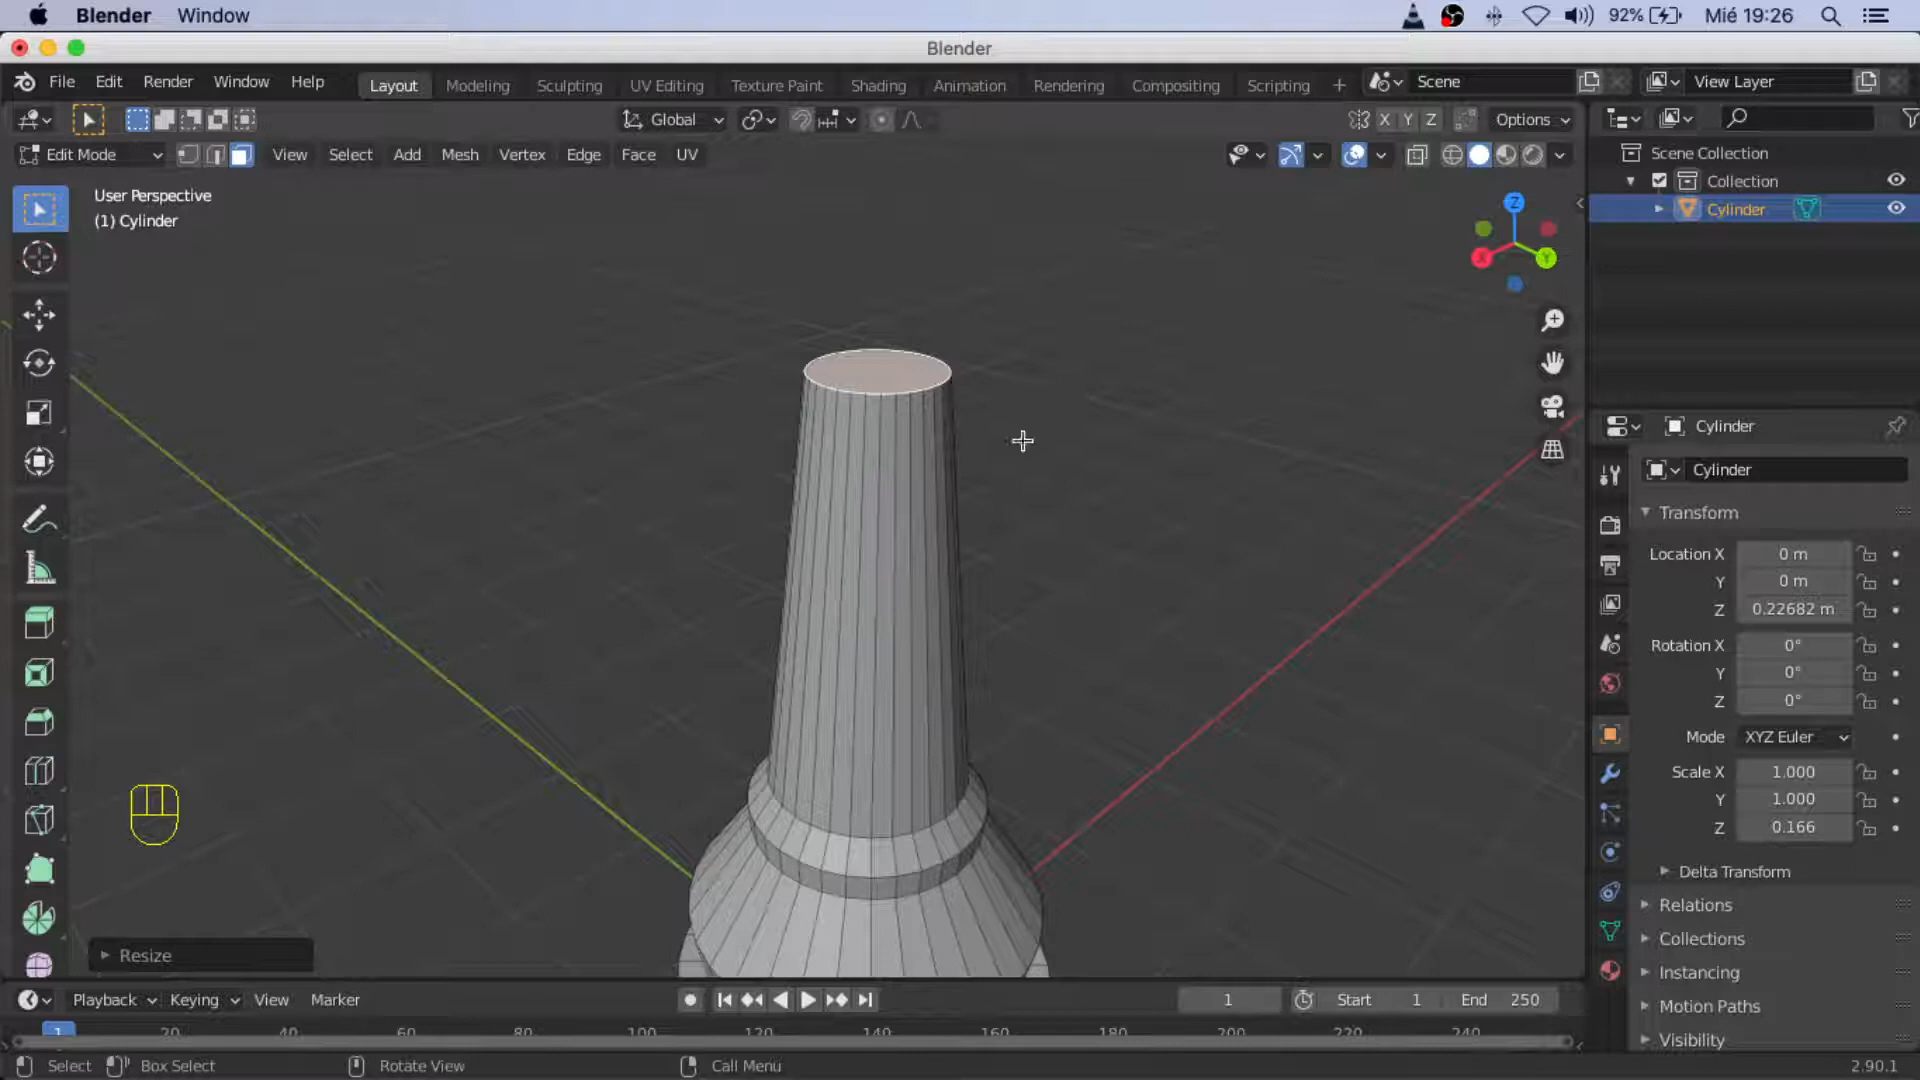 Blender Window 92% Mié 19:26
Blender
File Edit Render Window Help Layout Modeling Sculpting UV Editing Texture Paint Shading Animation Rendering Compositing Scripting + Scene View Layer
Global X Y Z Options
Edit Mode View Select Add Mesh Vertex Edge Face UV
User Perspective
(1) Cylinder
Z
X
Y
Resize
Scene Collection
Collection
Cylinder
Cylinder
Cylinder
Transform
Location X 0 m
Y 0 m
Z 0.22682 m
Rotation X 0°
Y 0°
Z 0°
Mode XYZ Euler
Scale X 1.000
Y 1.000
Z 0.166
Delta Transform
Relations
Collections
Instancing
Motion Paths
Visibility
Playback Keying View Marker 1 Start 1 End 250
1 20 40 60 80 100 120 140 160 180 200 220 240
Select Box Select Rotate View Call Menu 2.90.1